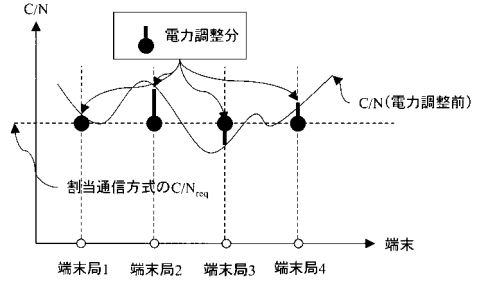 C/N
電力調整分
C/N(電力調整前)
割当通信方式のC/Nreq
端末
端末局1 端末局2 端末局3 端末局4